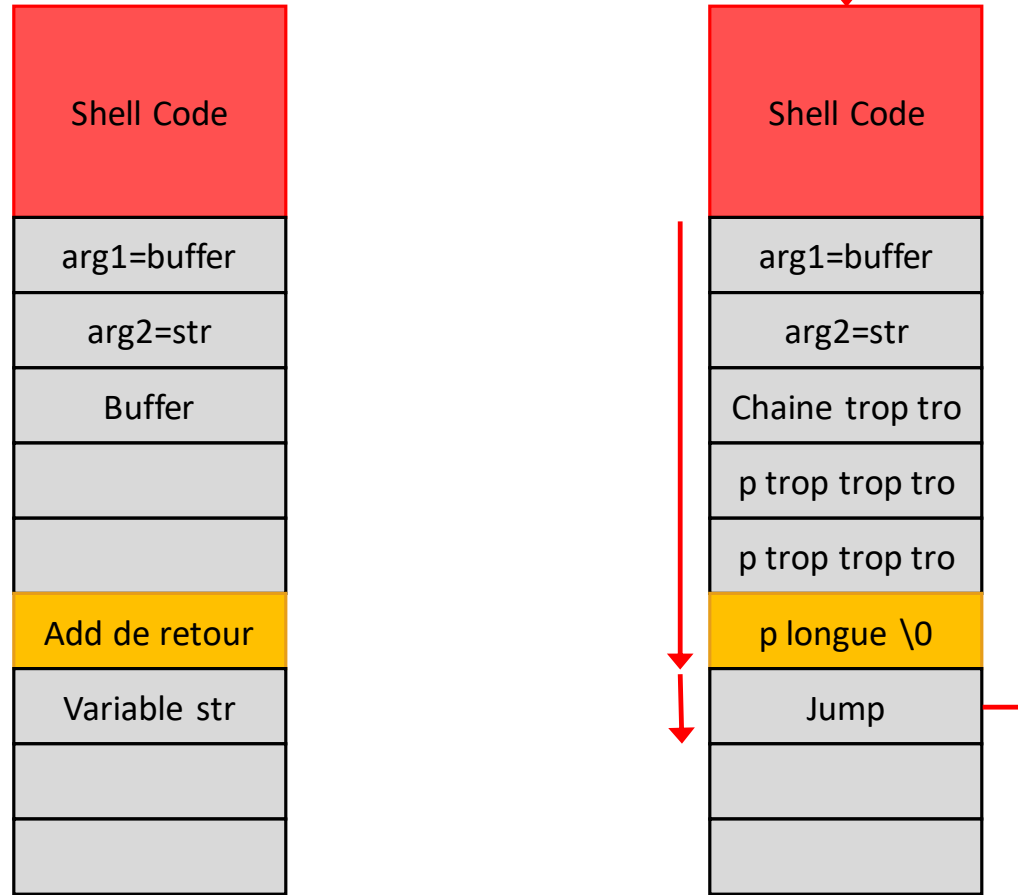 Shell Code
arg1=buffer
arg2=str
Buffer
Add de retour
Variable str
Shell Code
arg1=buffer
arg2=str
Chaine trop tro
p trop trop tro
p trop trop tro
p longue \0
Jump